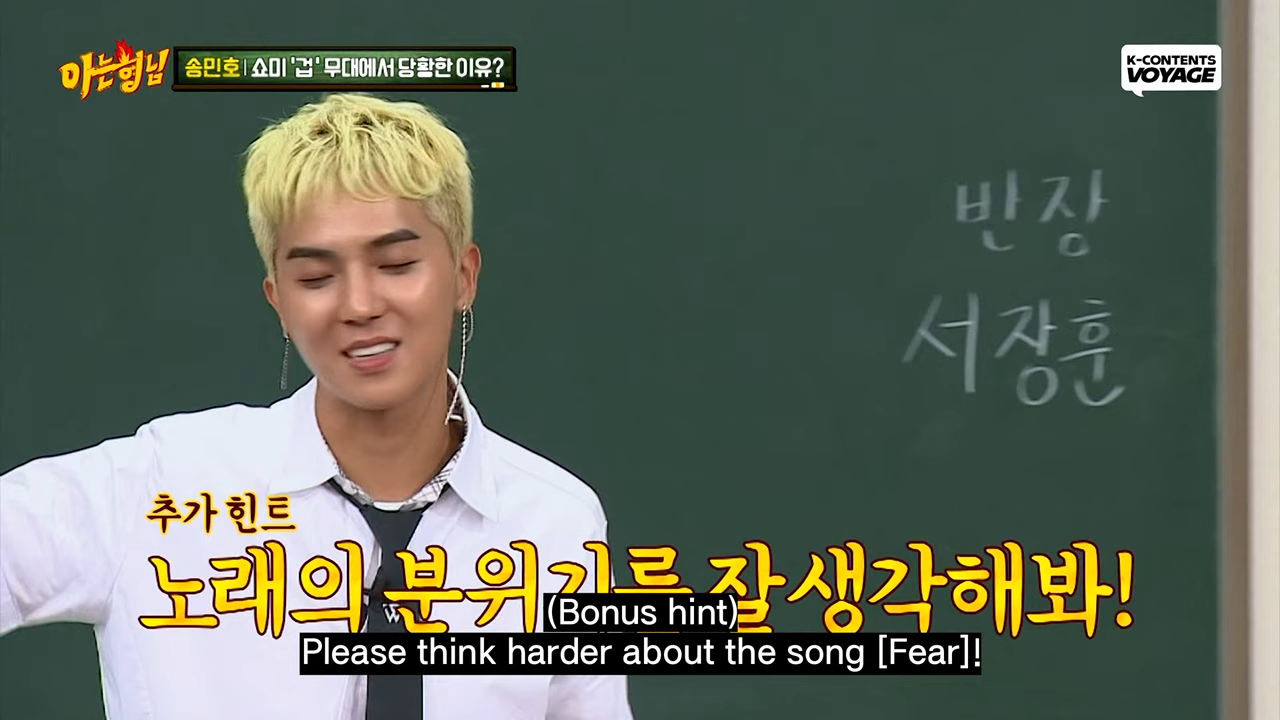 아는형님
송민호 | 쇼미 '겁' 무대에서 당황한 이유?
K-CONTENTS
VOYAGE
반장
서장훈
추가 힌트
노래의 분위기를 잘 생각해봐!
(Bonus hint)
Please think harder about the song [Fear]!